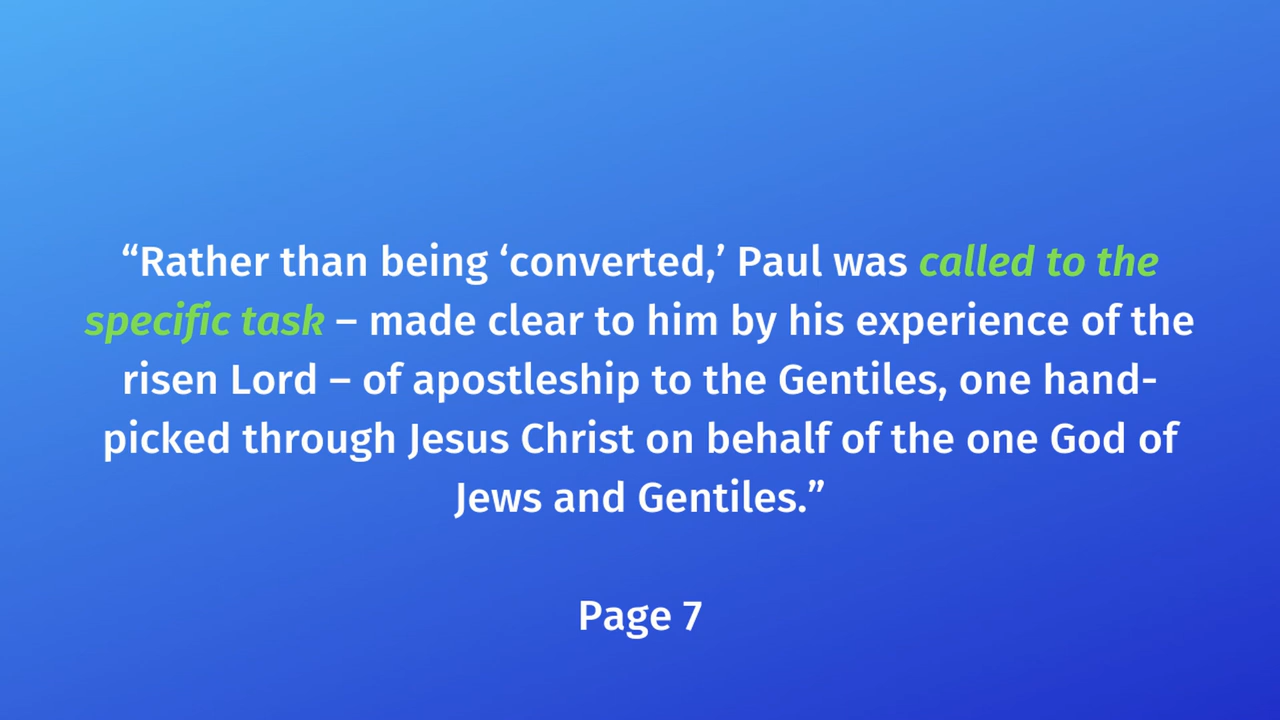 “Rather than being ‘converted,’ Paul was called to the
specific task – made clear to him by his experience of the
risen Lord – of apostleship to the Gentiles, one hand-
picked through Jesus Christ on behalf of the one God of
Jews and Gentiles.”
Page 7